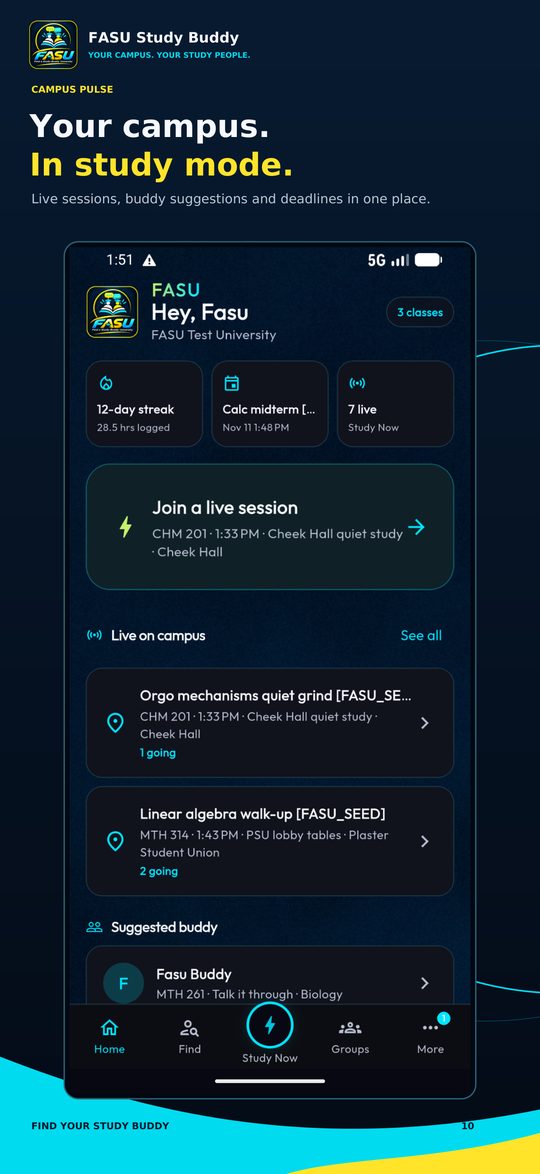 FASU
FASU Study Buddy
YOUR CAMPUS. YOUR STUDY PEOPLE.
CAMPUS PULSE
Your campus.
In study mode.
Live sessions, buddy suggestions and deadlines in one place.
1:51
5G
FASU
FASU
Hey, Fasu
FASU Test University
3 classes
12-day streak
28.5 hrs logged
Calc midterm [...
Nov 11 1:48 PM
7 live
Study Now
Join a live session
CHM 201 · 1:33 PM · Cheek Hall quiet study
· Cheek Hall
Live on campus
See all
Orgo mechanisms quiet grind [FASU_SE...
CHM 201 · 1:33 PM · Cheek Hall quiet study ·
Cheek Hall
1 going
Linear algebra walk-up [FASU_SEED]
MTH 314 · 1:43 PM · PSU lobby tables · Plaster
Student Union
2 going
Suggested buddy
F
Fasu Buddy
MTH 261 · Talk it through · Biology
Home
Find
Study Now
Groups
1
More
FIND YOUR STUDY BUDDY
10